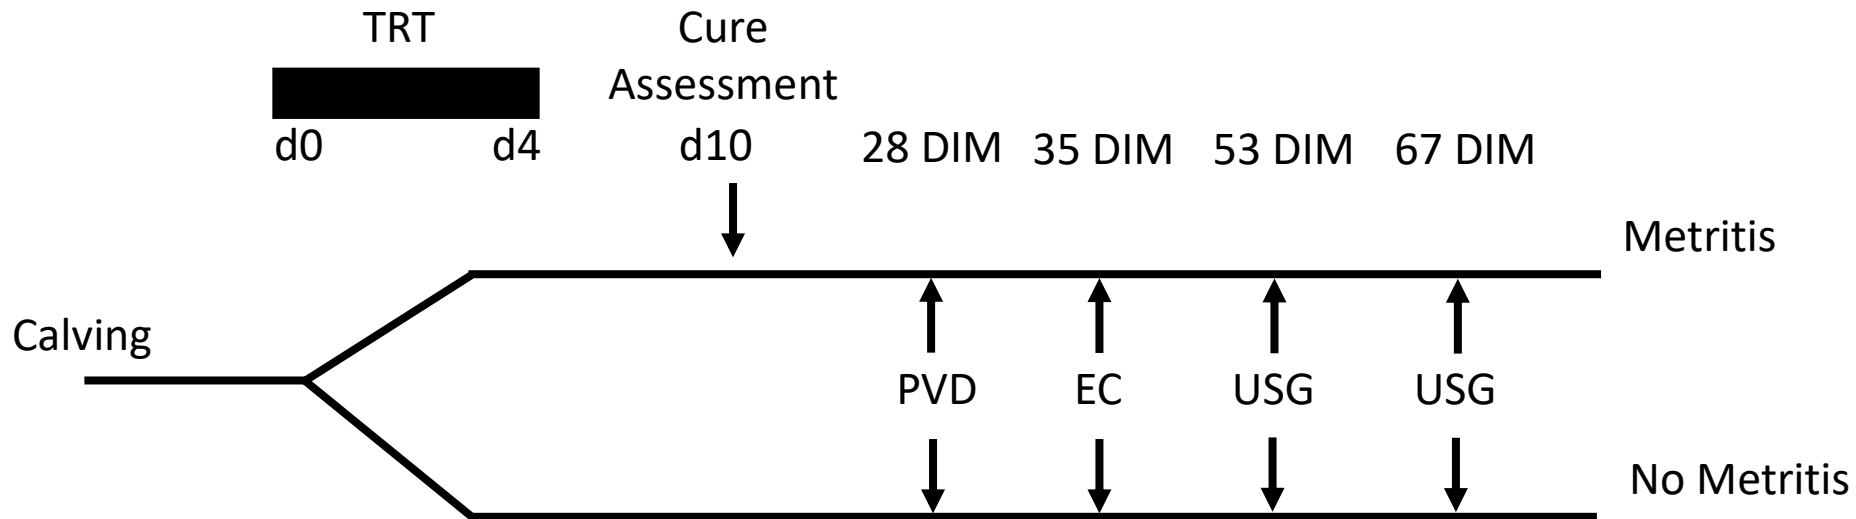 TRT
Cure
Assessment
d0 d4 d10 28 DIM 35 DIM 53 DIM 67 DIM
Metritis
Calving
PVD EC USG USG
No Metritis